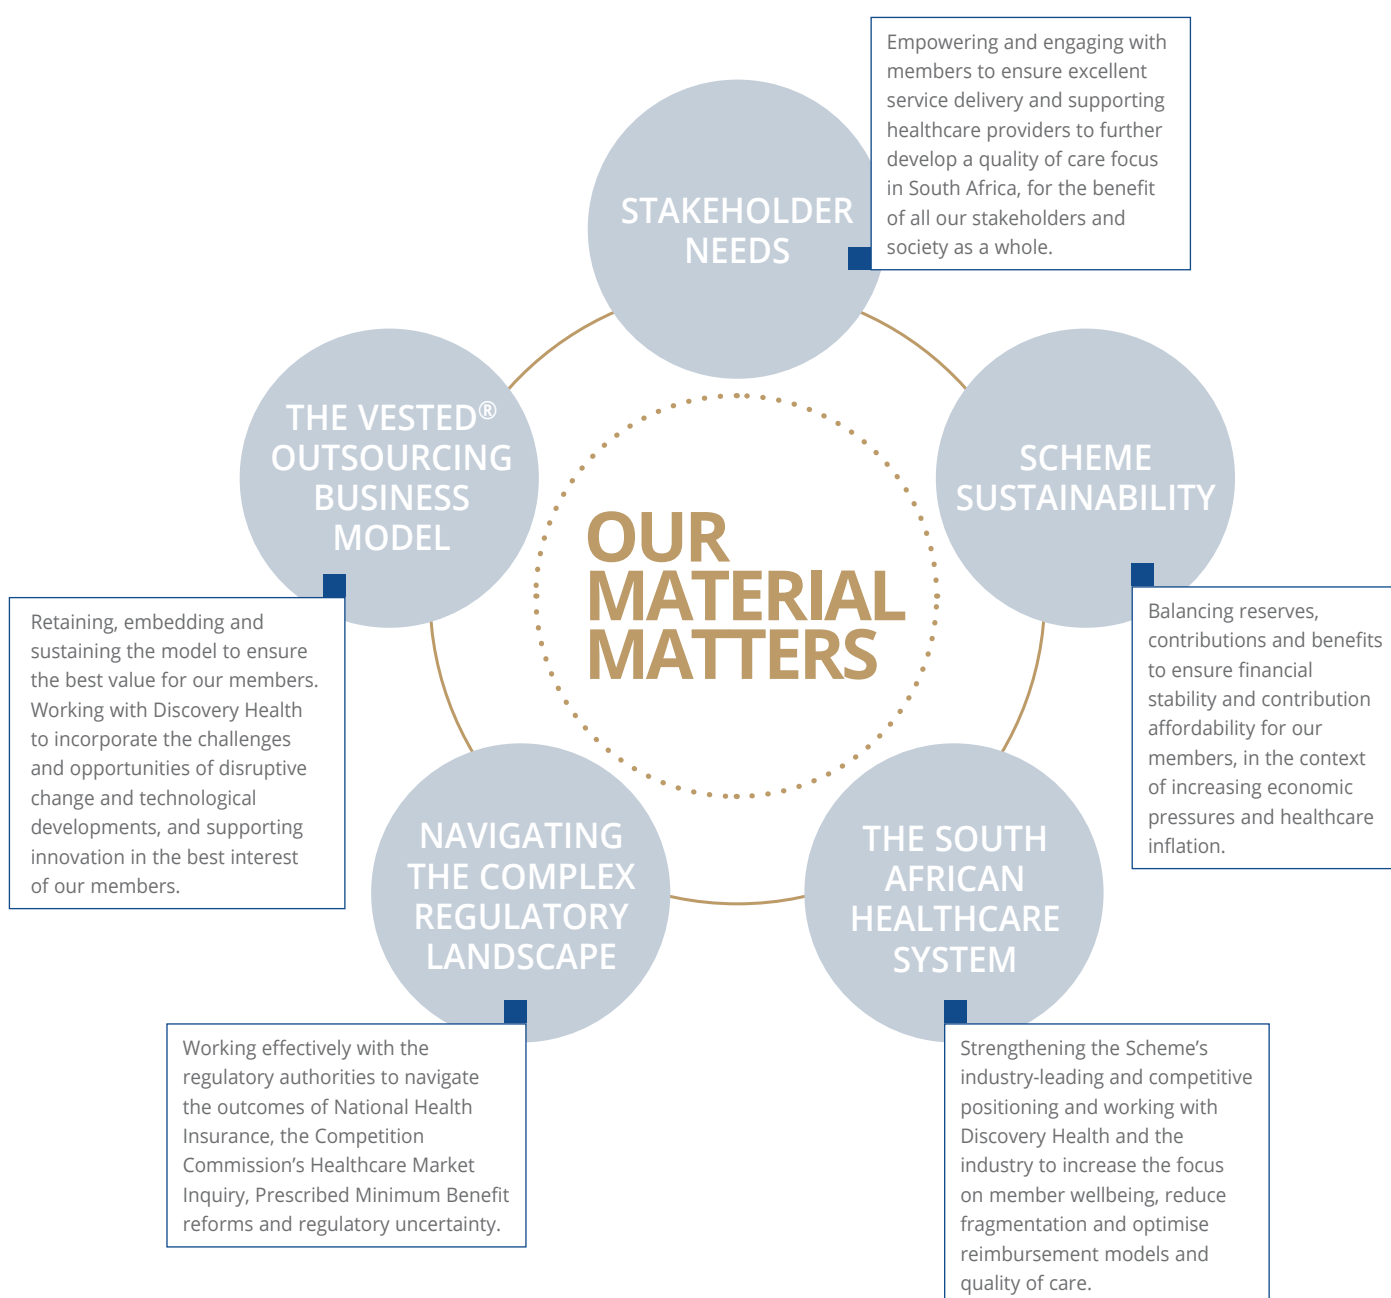 Empowering and engaging with
members to ensure excellent
service delivery and supporting
healthcare providers to further
develop a quality of care focus
in South Africa, for the benefit
of all our stakeholders and
society as a whole.
STAKEHOLDER
NEEDS
THE VESTED®
OUTSOURCING
BUSINESS
MODEL
SCHEME
SUSTAINABILITY
OUR
MATERIAL
MATTERS
Retaining, embedding and
sustaining the model to ensure
the best value for our members.
Working with Discovery Health
to incorporate the challenges
and opportunities of disruptive
change and technological
developments, and supporting
innovation in the best interest
of our members.
Balancing reserves,
contributions and benefits
to ensure financial
stability and contribution
affordability for our
members, in the context
of increasing economic
pressures and healthcare
inflation.
NAVIGATING
THE COMPLEX
REGULATORY
LANDSCAPE
THE SOUTH
AFRICAN
HEALTHCARE
SYSTEM
Working effectively with the
regulatory authorities to navigate
the outcomes of National Health
Insurance, the Competition
Commission’s Healthcare Market
Inquiry, Prescribed Minimum Benefit
reforms and regulatory uncertainty.
Strengthening the Scheme’s
industry-leading and competitive
positioning and working with
Discovery Health and the
industry to increase the focus
on member wellbeing, reduce
fragmentation and optimise
reimbursement models and
quality of care.